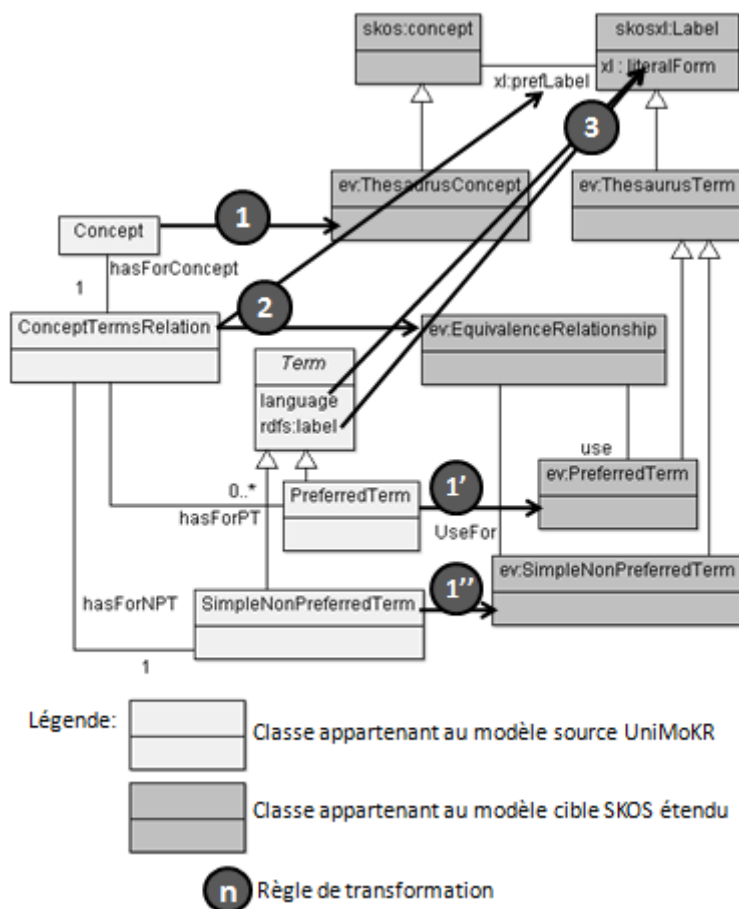 skos:concept
skosxl:Label
xl : literalForm
xl:prefLabel
3
ev:ThesaurusConcept
ev:ThesaurusTerm
1
Concept
hasForConcept
1
2
ConceptTermsRelation
ev:EquivalenceRelationship
Term
language
rdfs:label
use
ev:PreferredTerm
0..*
PreferredTerm
1'
hasForPT
UseFor
ev:SimpleNonPreferredTerm
1''
hasForNPT
SimpleNonPreferredTerm
1
Légende:
Classe appartenant au modèle source UniMoKR
Classe appartenant au modèle cible SKOS étendu
n
Règle de transformation